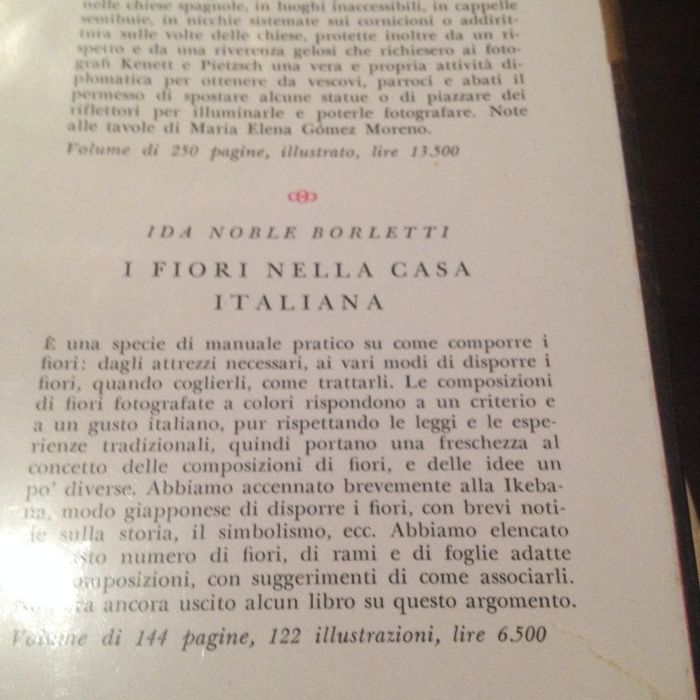 nelle chiese spagnole, in luoghi inaccessibili, in cappelle
semibuie, in nicchie sistemate sui cornicioni o addirit-
tura sulle volte delle chiese, protette inoltre da un ri-
spetto e da una riverenza gelosi che richiesero ai foto-
grafi Kenett e Pietzsch una vera e propria attività di-
plomatica per ottenere da vescovi, parroci e abati il
permesso di spostare alcune statue o di piazzare dei
riflettori per illuminarle e poterle fotografare. Note
alle tavole di Maria Elena Gómez Moreno.
Volume di 250 pagine, illustrato, lire 13.500
IDA NOBLE BORLETTI
I FIORI NELLA CASA
ITALIANA
È una specie di manuale pratico su come comporre i
fiori: dagli attrezzi necessari, ai vari modi di disporre i
fiori, quando coglierli, come trattarli. Le composizioni
di fiori fotografate a colori rispondono a un criterio e
a un gusto italiano, pur rispettando le leggi e le espe-
rienze tradizionali, quindi portano una freschezza al
concetto delle composizioni di fiori, e delle idee un
po' diverse. Abbiamo accennato brevemente alla Ikeba-
na, modo giapponese di disporre i fiori, con brevi noti-
zie sulla storia, il simbolismo, ecc. Abbiamo elencato
numero di fiori, di rami e di foglie adatte
composizioni, con suggerimenti di come associarli.
ancora uscito alcun libro su questo argomento.
Volume di 144 pagine, 122 illustrazioni, lire 6.500